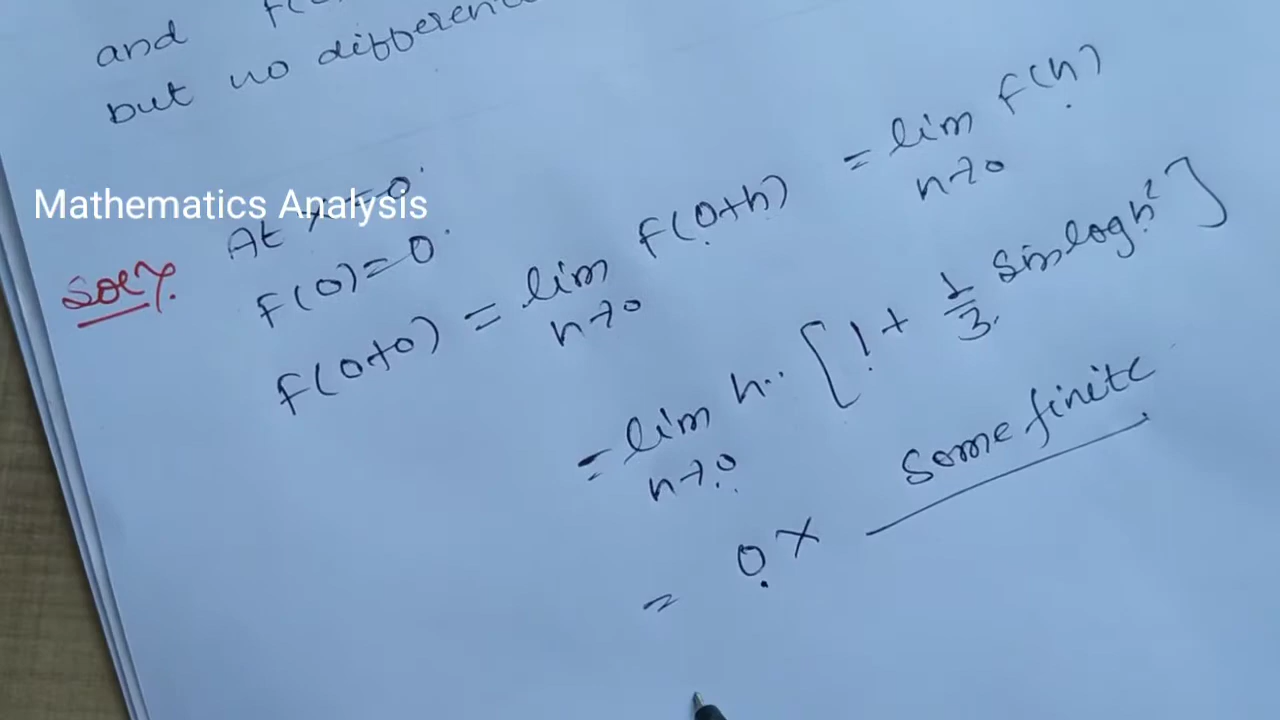 and f(
but no differen
Mathematics Analysis
Soln. At x=0.
f(0)=0.
f(0+0) = lim f(0+h) = lim f(h)
h→0 h→0
= lim h.. [1+ 1/3 sin log h²]
h→0
= 0 × some finite